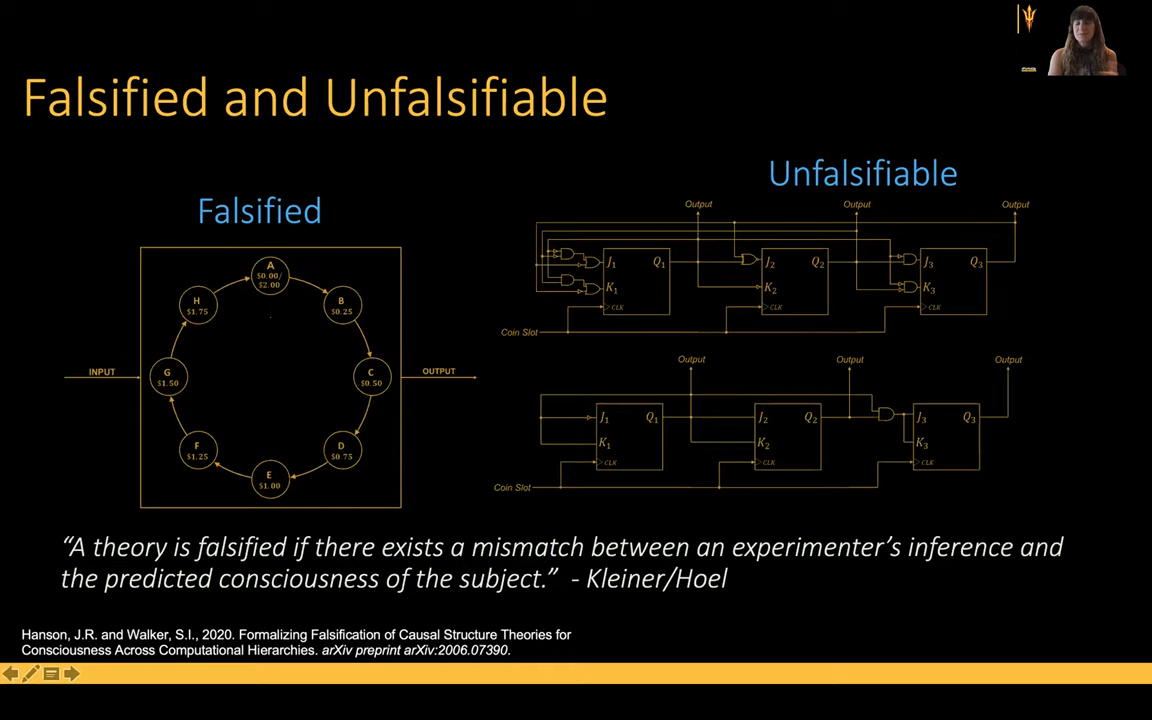 Falsified and Unfalsifiable
Falsified
A
$0.00/
$2.00
B
$0.25
C
$0.50
D
$0.75
E
$1.00
F
$1.25
G
$1.50
H
$1.75
INPUT
OUTPUT
Unfalsifiable
Output Output Output
J1 Q1 J2 Q2 J3 Q3
K1 K2 K3
CLK CLK CLK
Coin Slot
Output Output Output
J1 Q1 J2 Q2 J3 Q3
K1 K2 K3
CLK CLK CLK
Coin Slot
“A theory is falsified if there exists a mismatch between an experimenter’s inference and
the predicted consciousness of the subject.” - Kleiner/Hoel
Hanson, J.R. and Walker, S.I., 2020. Formalizing Falsification of Causal Structure Theories for
Consciousness Across Computational Hierarchies. arXiv preprint arXiv:2006.07390.